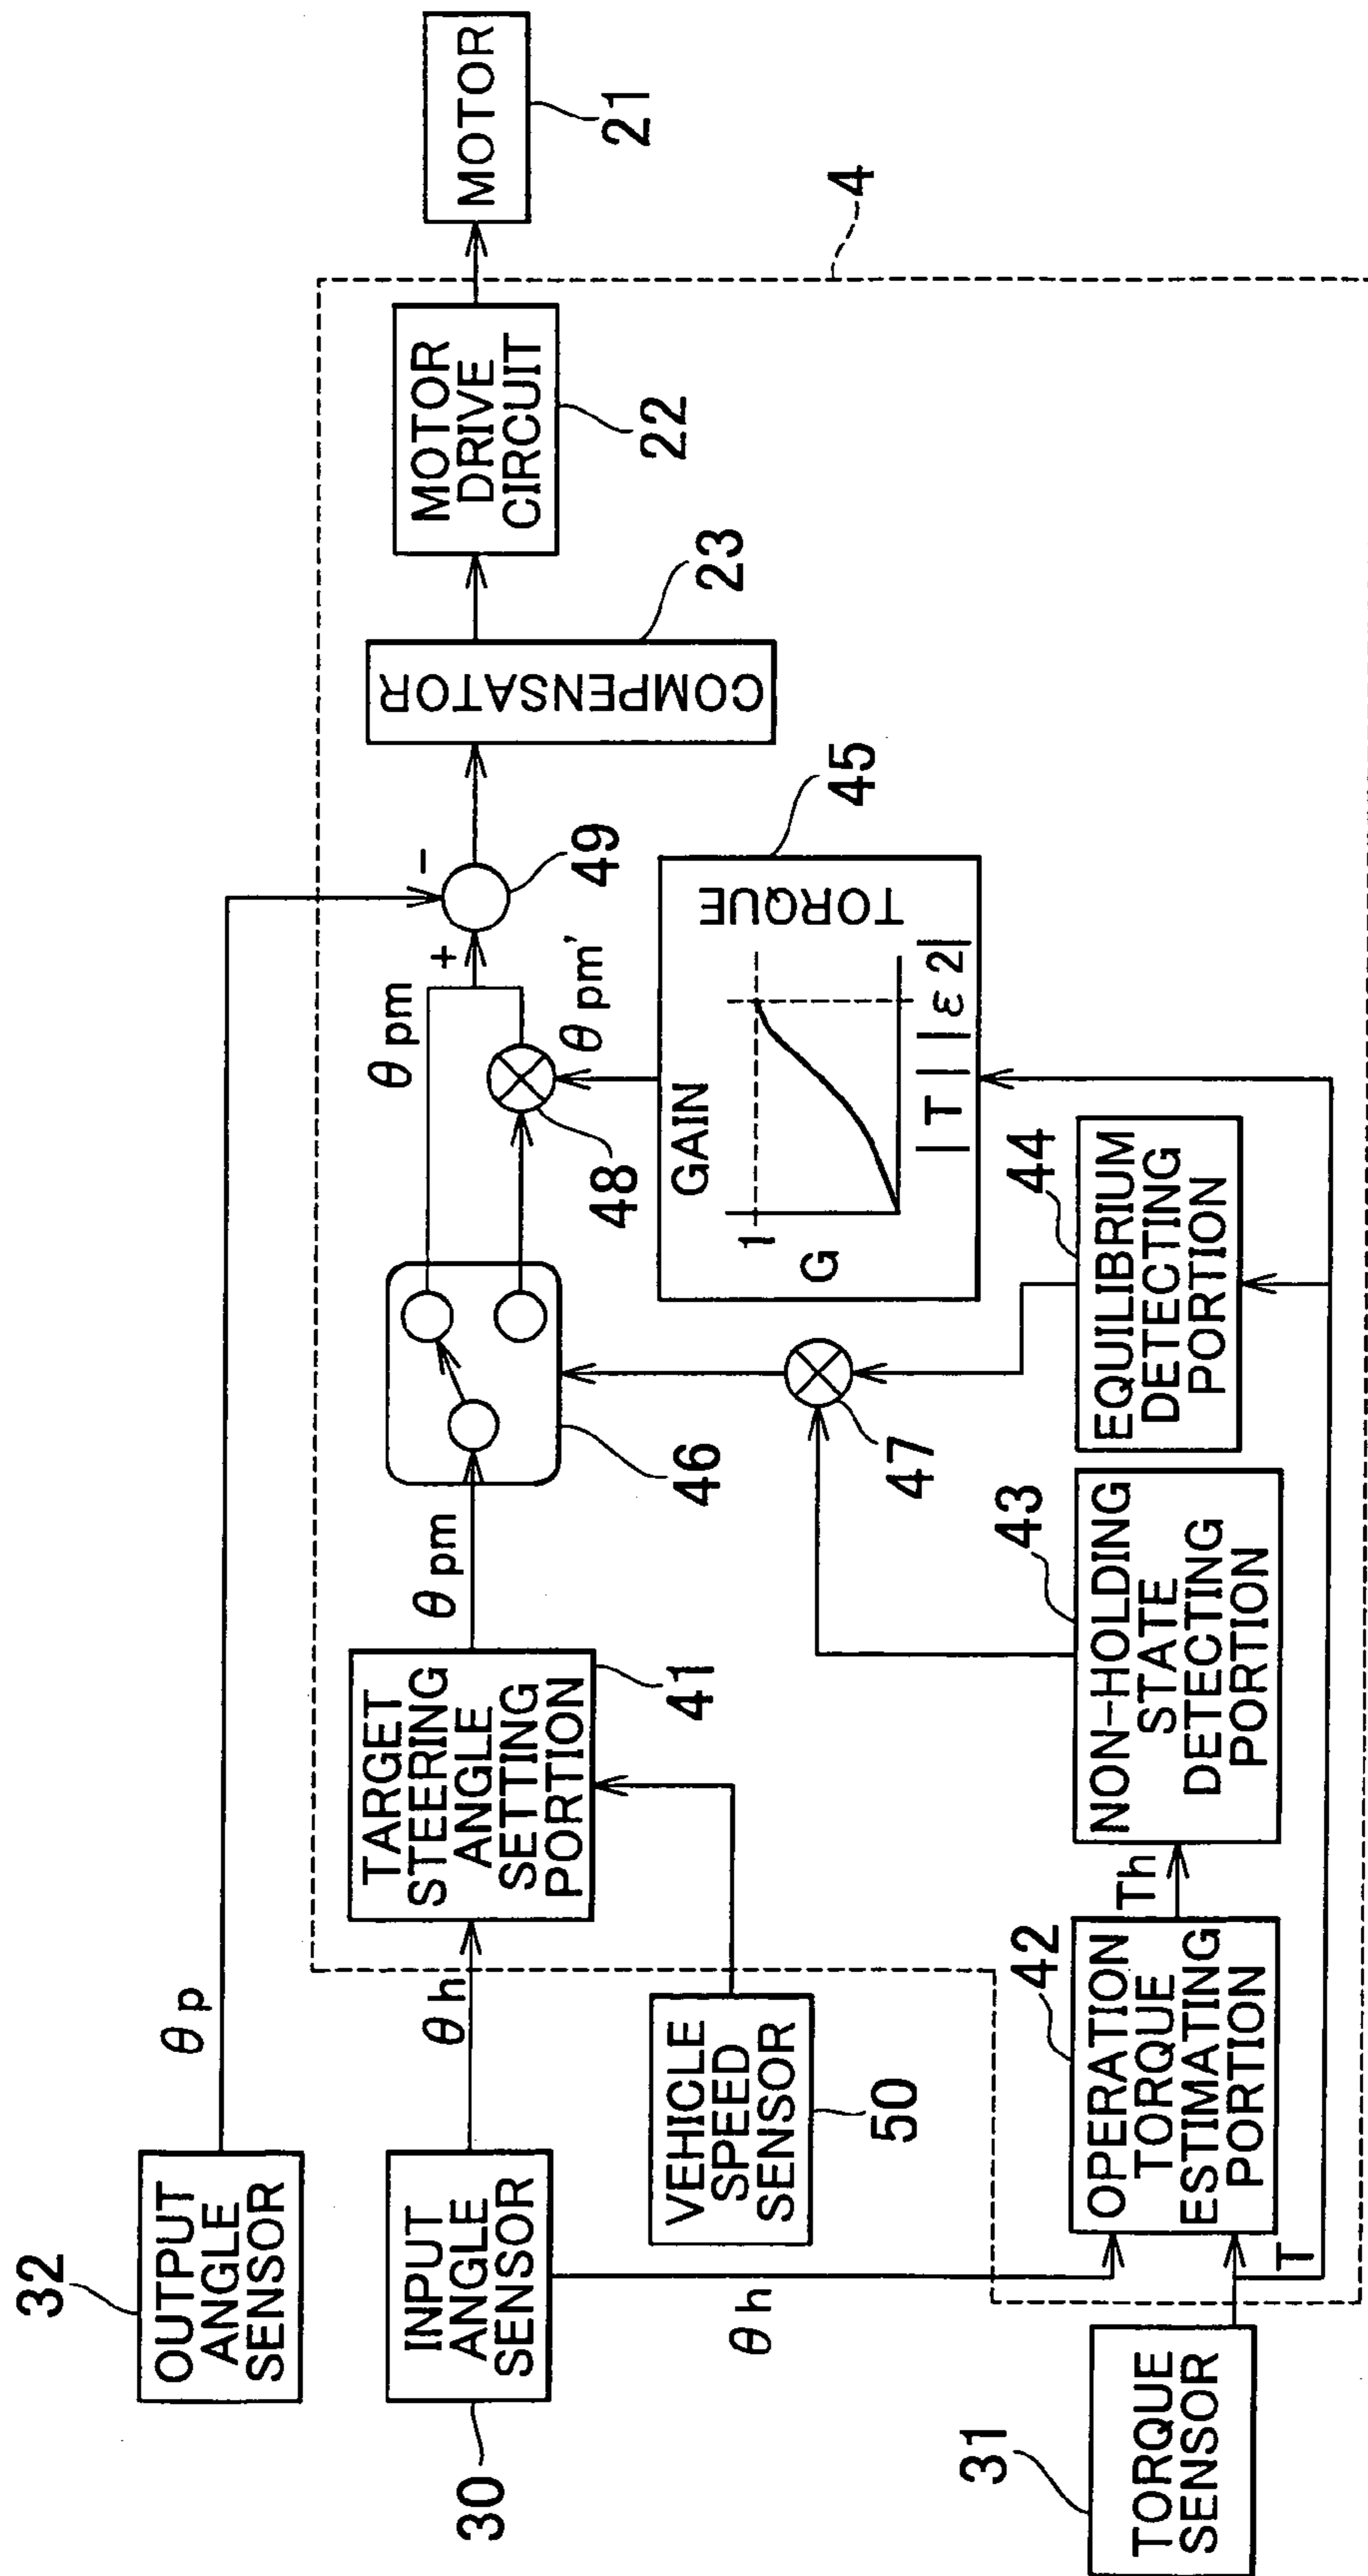 32
OUTPUT
ANGLE
SENSOR
θp
30
INPUT
ANGLE
SENSOR
θh
TARGET
STEERING
ANGLE
SETTING
PORTION
41
θpm
46
θpm
+
-
49
COMPENSATOR
23
MOTOR
DRIVE
CIRCUIT
22
MOTOR
21
4
48
θpm'
VEHICLE
SPEED
SENSOR
50
47
GAIN
1
G
TORQUE
|T| |ε2|
45
θh
31
TORQUE
SENSOR
T
OPERATION
TORQUE
ESTIMATING
PORTION
42
Th
NON-HOLDING
STATE
DETECTING
PORTION
43
EQUILIBRIUM
DETECTING
PORTION
44